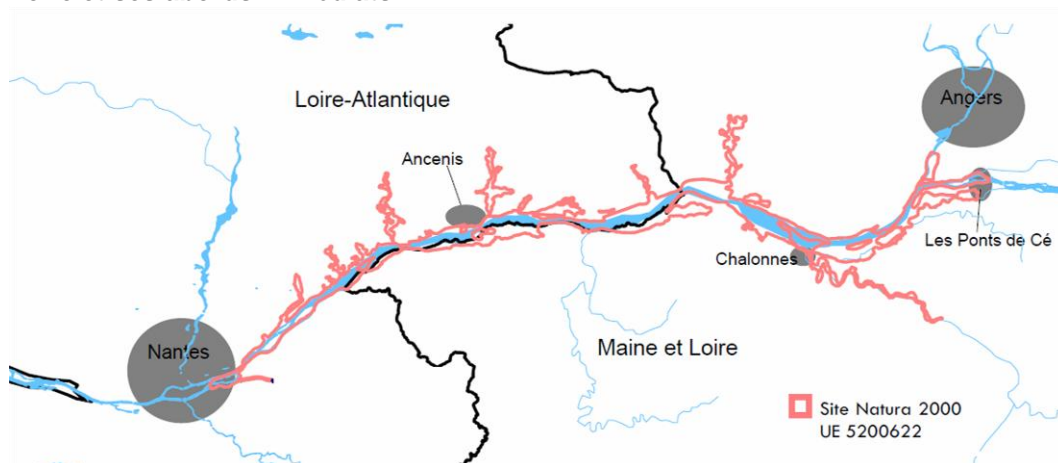 Loire-Atlantique
Angers
Ancenis
Les Ponts de Cé
Chalonnes
Nantes
Maine et Loire
Site Natura 2000
UE 5200622